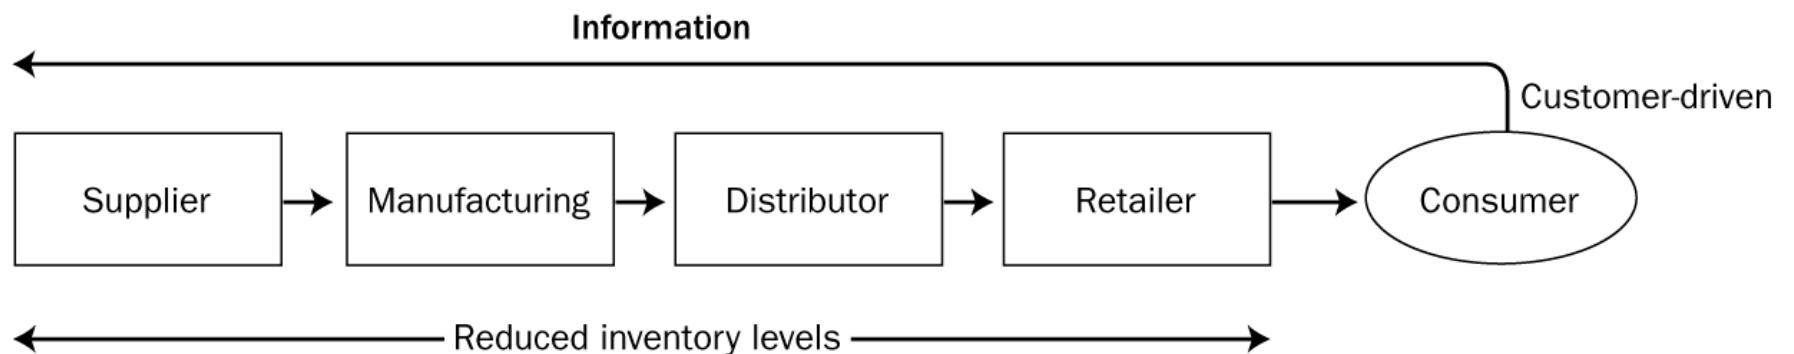 Information
Customer-driven
Supplier
Manufacturing
Distributor
Retailer
Consumer
Reduced inventory levels